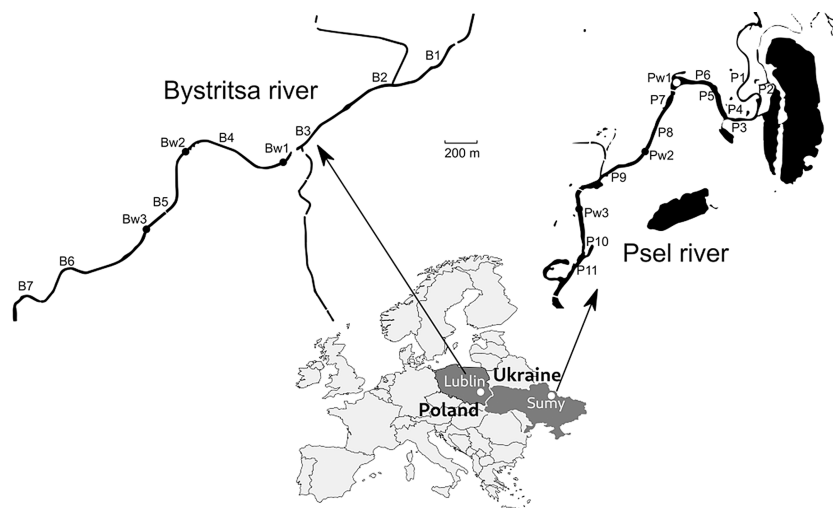 Bystritsa river
B1
B2
B3
B4
Bw1
Bw2
B5
Bw3
B6
B7
200 m
Pw1
P6
P1
P2
P5
P7
P4
P3
P8
Pw2
P9
Pw3
P10
P11
Psel river
Lublin
Ukraine
Poland
Sumy